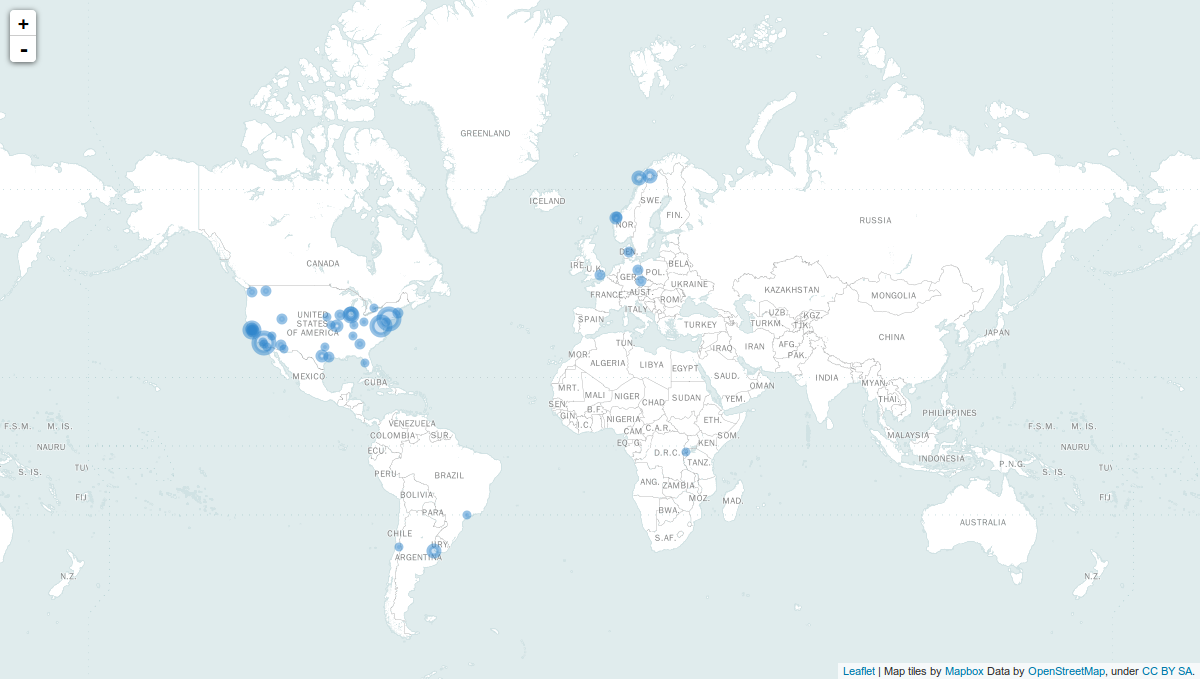 +
-
GREENLAND
ICELAND
SWE.
FIN.
NOR.
RUSSIA
CANADA
DEN.
IRE.
U.K.
GER.
POL.
BELA.
UKRAINE
FRANCE
AUST.
ROM.
KAZAKHSTAN
MONGOLIA
UNITED
STATES
OF AMERICA
SPAIN
ITALY
TURKEY
UZB.
KGZ.
TURKM.
TJK.
JAPAN
CHINA
TUN.
MOR.
ALGERIA
LIBYA
EGYPT
IRAQ
IRAN
AFG.
PAK.
MEXICO
CUBA
SAUD.
OMAN
INDIA
MYAN.
MRT.
MALI
NIGER
CHAD
SUDAN
YEM.
THAI.
SEN.
B.F.
GIN.
I.C.
NIGERIA
ETH.
PHILIPPINES
F.S.M.
M. IS.
VENEZUELA
COLOMBIA
SUR.
CAM.
C.A.R.
SOM.
MALAYSIA
F.S.M.
M. IS.
NAURU
ECU.
EQ. G.
D.R.C.
KEN.
INDONESIA
NAURU
S. IS.
TU
PERU
BRAZIL
TANZ.
P.N.G.
S. IS.
TU
FIJ
BOLIVIA
ANG.
ZAMBIA
MOZ.
MAD.
FIJ
PARA.
BWA.
AUSTRALIA
CHILE
URY.
S.AF.
ARGENTINA
N.Z.
N.Z.
Leaflet | Map tiles by Mapbox Data by OpenStreetMap, under CC BY SA.